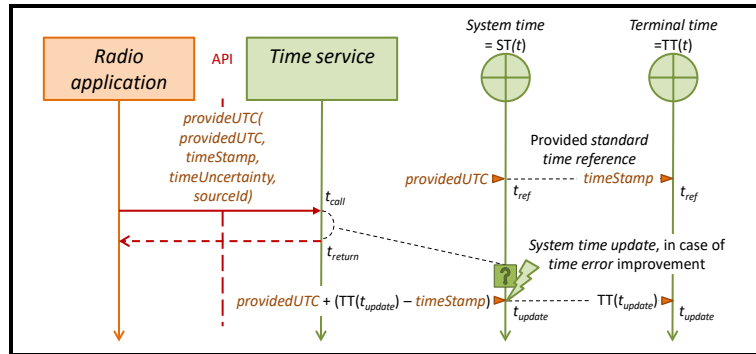 Radio
application
API
Time service
System time
= ST(t)
Terminal time
=TT(t)
provideUTC(
providedUTC,
timeStamp,
timeUncertainty,
sourceId)
Provided standard
time reference
providedUTC
timeStamp
t_ref
t_ref
t_call
t_return
System time update, in case of
time error improvement
?
providedUTC + (TT(t_update) – timeStamp)
TT(t_update)
t_update
t_update